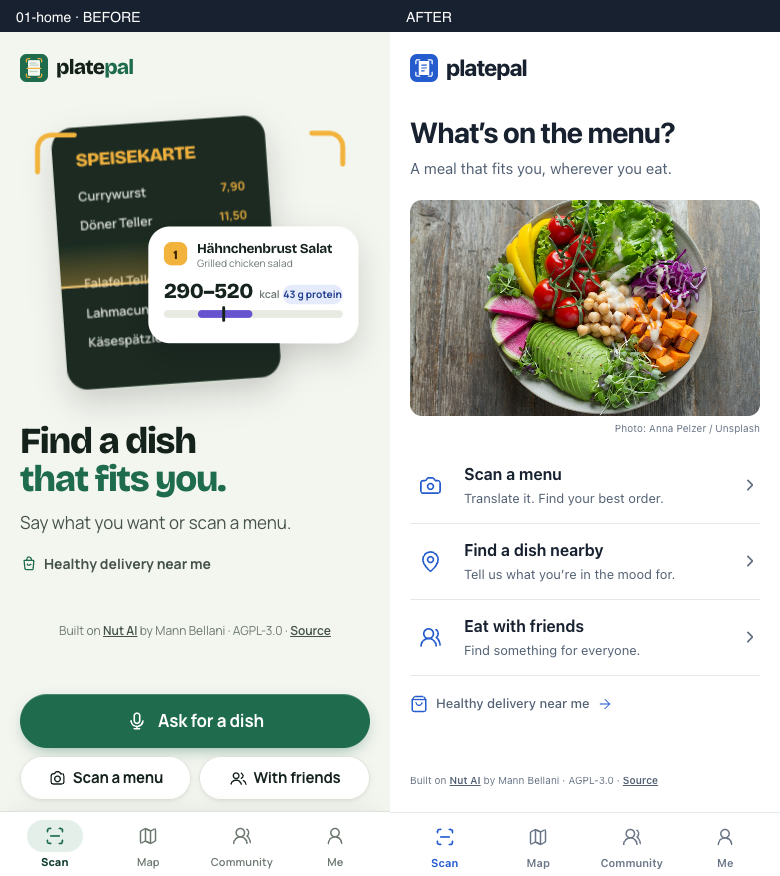 01-home · BEFORE
platepal
SPEISEKARTE
Currywurst 7,90
Döner Teller 11,50
Falafel
Lahmacun
Käsespätzle
1 Hähnchenbrust Salat
Grilled chicken salad
290–520 kcal 43 g protein
Find a dish
that fits you.
Say what you want or scan a menu.
Healthy delivery near me
Built on Nut AI by Mann Bellani · AGPL-3.0 · Source
Ask for a dish
Scan a menu
With friends
Scan Map Community Me
AFTER
platepal
What's on the menu?
A meal that fits you, wherever you eat.
Photo: Anna Pelzer / Unsplash
Scan a menu
Translate it. Find your best order.
Find a dish nearby
Tell us what you're in the mood for.
Eat with friends
Find something for everyone.
Healthy delivery near me
Built on Nut AI by Mann Bellani · AGPL-3.0 · Source
Scan Map Community Me